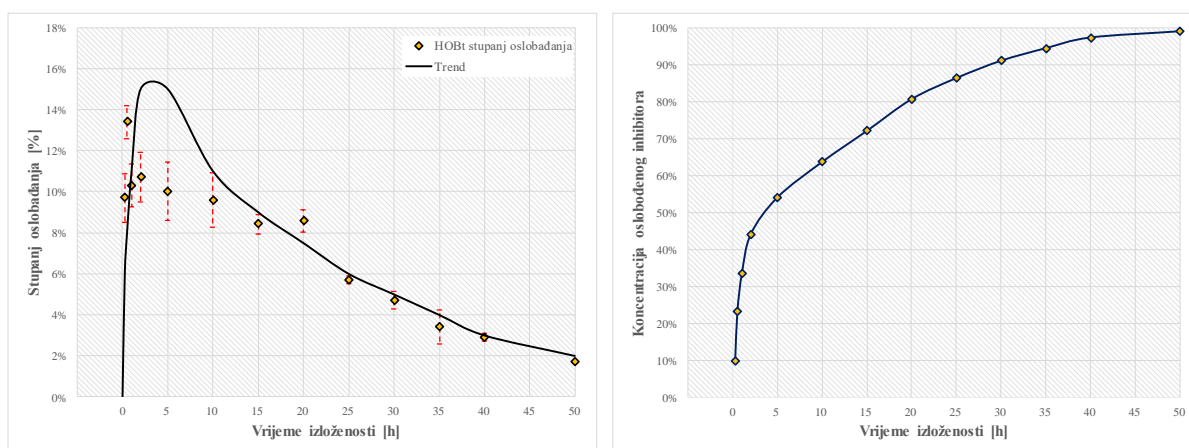 18%
16%
14%
12%
10%
8%
6%
4%
2%
0%
Stupanj oslobađanja [%]
HOBt stupanj oslobađanja
Trend
0 5 10 15 20 25 30 35 40 50
Vrijeme izloženosti [h]
100%
90%
80%
70%
60%
50%
40%
30%
20%
10%
0%
Koncentracija oslobođenog inhibitora
0 5 10 15 20 25 30 35 40 50
Vrijeme izloženosti [h]